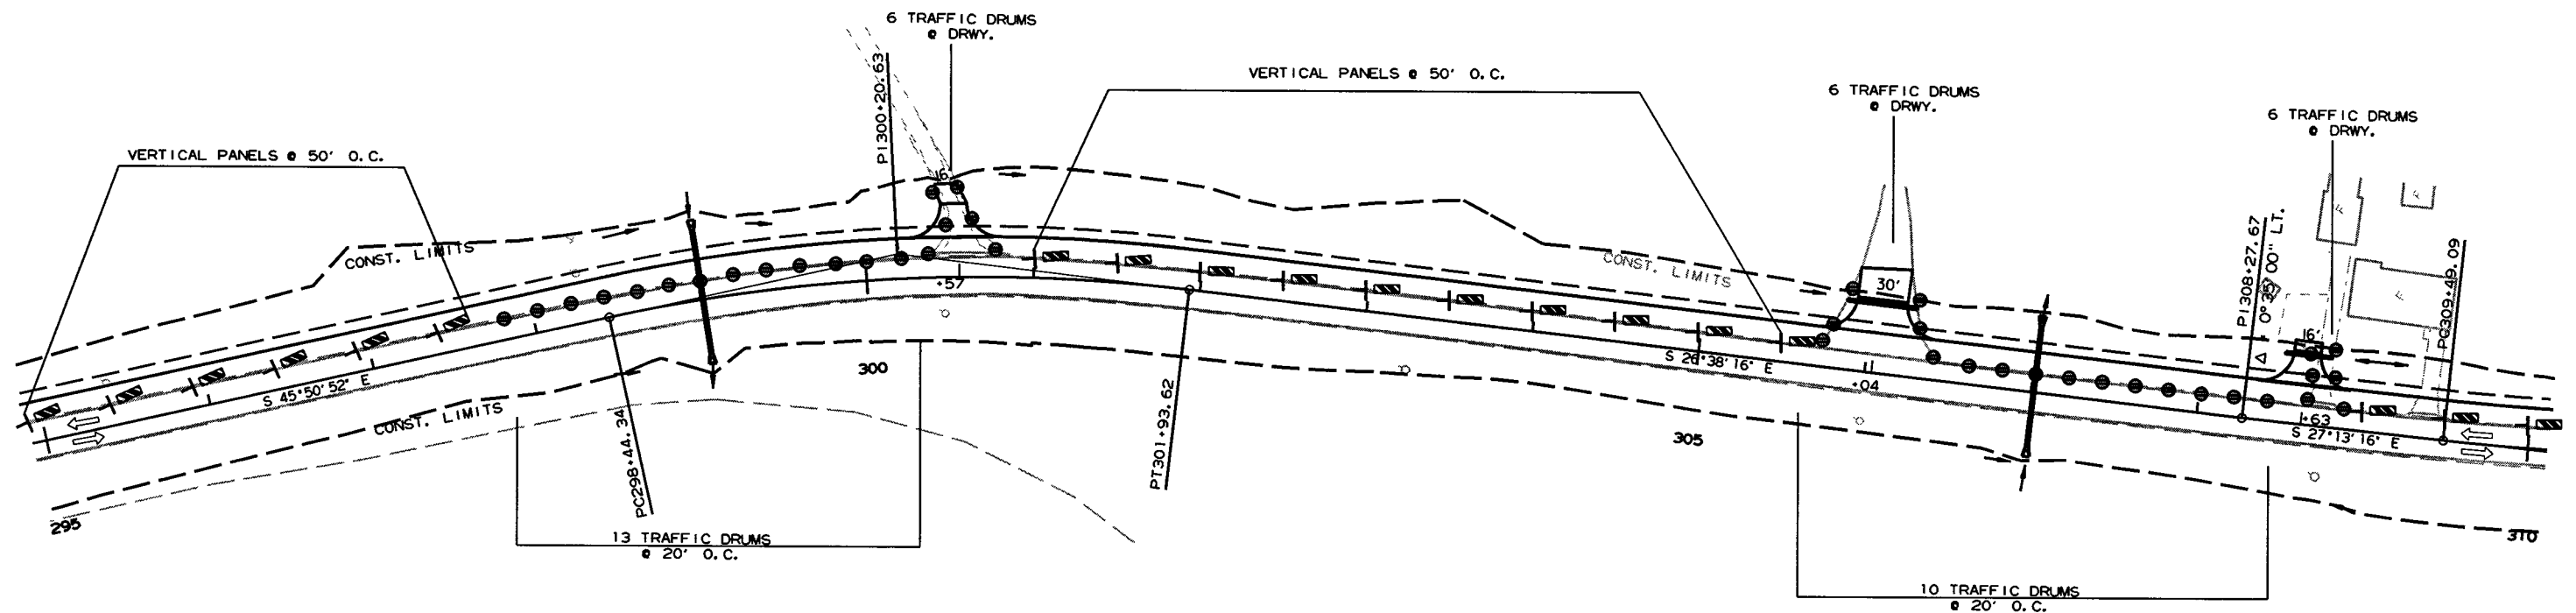 6 TRAFFIC DRUMS
@ DRWY.
VERTICAL PANELS @ 50' O.C.
6 TRAFFIC DRUMS
@ DRWY.
6 TRAFFIC DRUMS
@ DRWY.
VERTICAL PANELS @ 50' O.C.
PI300+20.63
16'
CONST. LIMITS
CONST. LIMITS
30'
PI308+27.67
Δ = 0°35'00" LT.
16'
PC309+49.09
+57
300
S 45°50'52" E
S 26°38'16" E
+04
+63
S 27°13'16" E
CONST. LIMITS
PC298+44.34
PT301+93.62
305
295
310
13 TRAFFIC DRUMS
@ 20' O.C.
10 TRAFFIC DRUMS
@ 20' O.C.